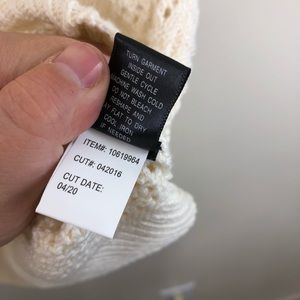 TURN GARMENT
INSIDE OUT
GENTLE CYCLE
MACHINE WASH COLD
DO NOT BLEACH
RESHAPE AND
LAY FLAT TO DRY
COOL IRON
IF NEEDED
ITEM#: 10619964
CUT#: 042016
CUT DATE:
04/20